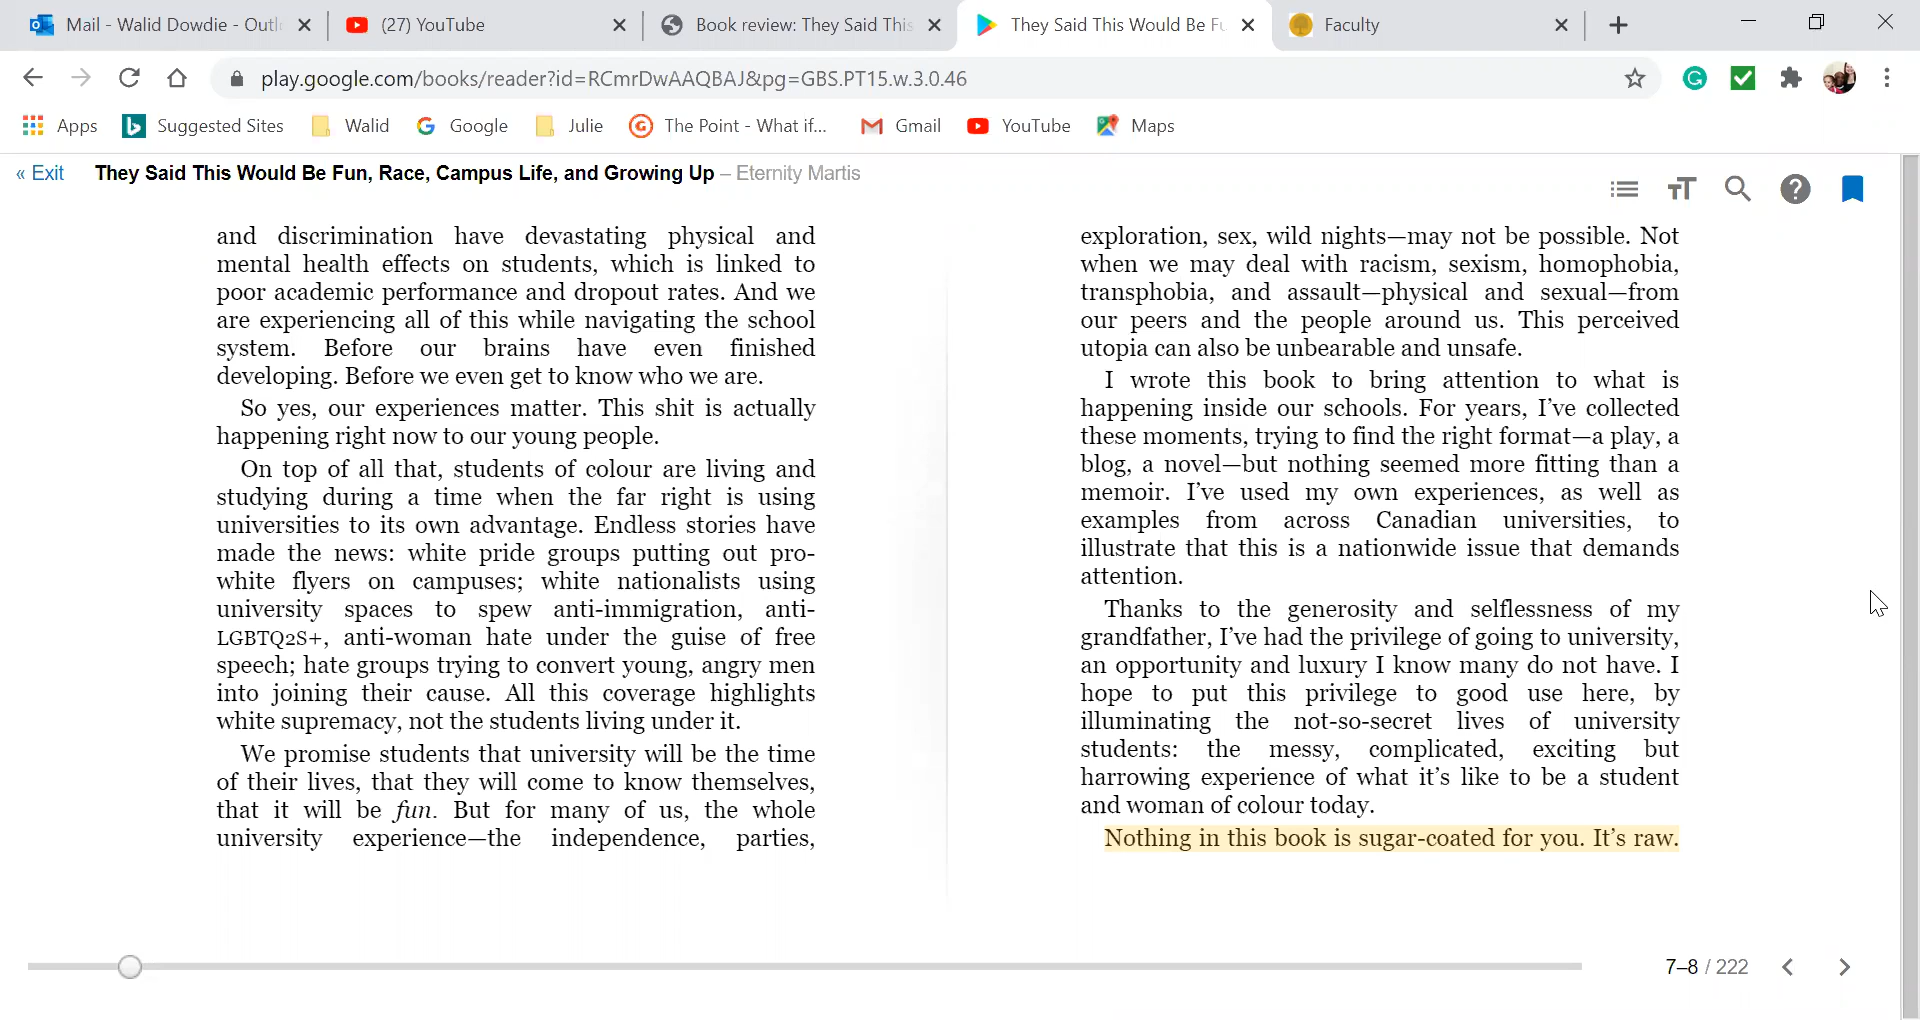 Mail - Walid Dowdie - Outl
(27) YouTube
Book review: They Said This
They Said This Would Be Fu
Faculty
play.google.com/books/reader?id=RCmrDwAAQBAJ&pg=GBS.PT15.w.3.0.46
Apps
Suggested Sites
Walid
Google
Julie
The Point - What if...
Gmail
YouTube
Maps
« Exit
They Said This Would Be Fun, Race, Campus Life, and Growing Up – Eternity Martis
and discrimination have devastating physical and
mental health effects on students, which is linked to
poor academic performance and dropout rates. And we
are experiencing all of this while navigating the school
system. Before our brains have even finished
developing. Before we even get to know who we are.
So yes, our experiences matter. This shit is actually
happening right now to our young people.
On top of all that, students of colour are living and
studying during a time when the far right is using
universities to its own advantage. Endless stories have
made the news: white pride groups putting out pro-
white flyers on campuses; white nationalists using
university spaces to spew anti-immigration, anti-
LGBTQ2S+, anti-woman hate under the guise of free
speech; hate groups trying to convert young, angry men
into joining their cause. All this coverage highlights
white supremacy, not the students living under it.
We promise students that university will be the time
of their lives, that they will come to know themselves,
that it will be fun. But for many of us, the whole
university experience—the independence, parties,
exploration, sex, wild nights—may not be possible. Not
when we may deal with racism, sexism, homophobia,
transphobia, and assault—physical and sexual—from
our peers and the people around us. This perceived
utopia can also be unbearable and unsafe.
I wrote this book to bring attention to what is
happening inside our schools. For years, I've collected
these moments, trying to find the right format—a play, a
blog, a novel—but nothing seemed more fitting than a
memoir. I've used my own experiences, as well as
examples from across Canadian universities, to
illustrate that this is a nationwide issue that demands
attention.
Thanks to the generosity and selflessness of my
grandfather, I've had the privilege of going to university,
an opportunity and luxury I know many do not have. I
hope to put this privilege to good use here, by
illuminating the not-so-secret lives of university
students: the messy, complicated, exciting but
harrowing experience of what it's like to be a student
and woman of colour today.
Nothing in this book is sugar-coated for you. It's raw.
7–8 / 222